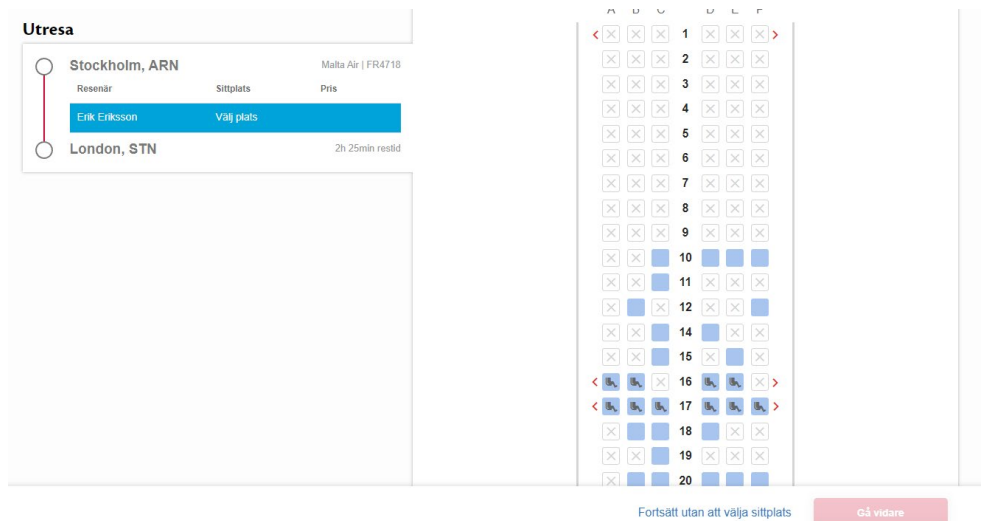 Utresa
Stockholm, ARN Malta Air | FR4718
Resenär Sittplats Pris
Erik Eriksson Välj plats
London, STN 2h 25min restid
A B C D E F
1
2
3
4
5
6
7
8
9
10
11
12
14
15
16
17
18
19
20
Fortsätt utan att välja sittplats Gå vidare